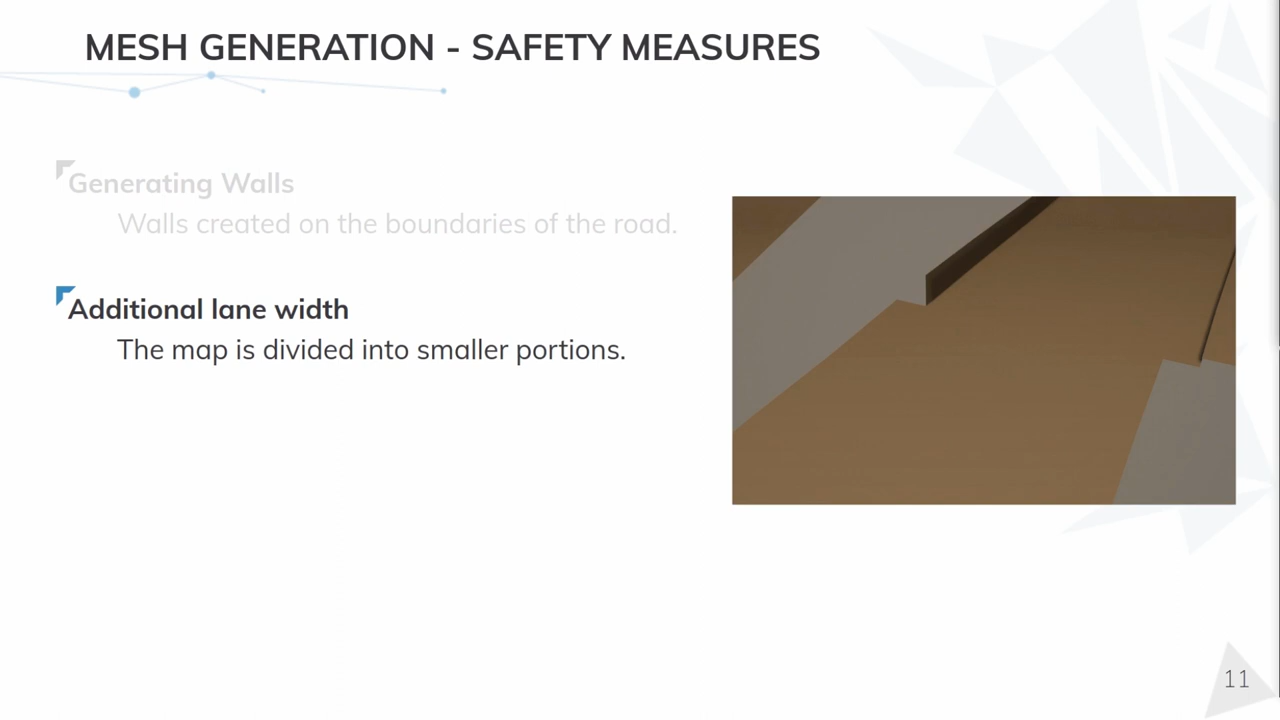 MESH GENERATION - SAFETY MEASURES
Generating Walls
Walls created on the boundaries of the road.
Additional lane width
The map is divided into smaller portions.
11